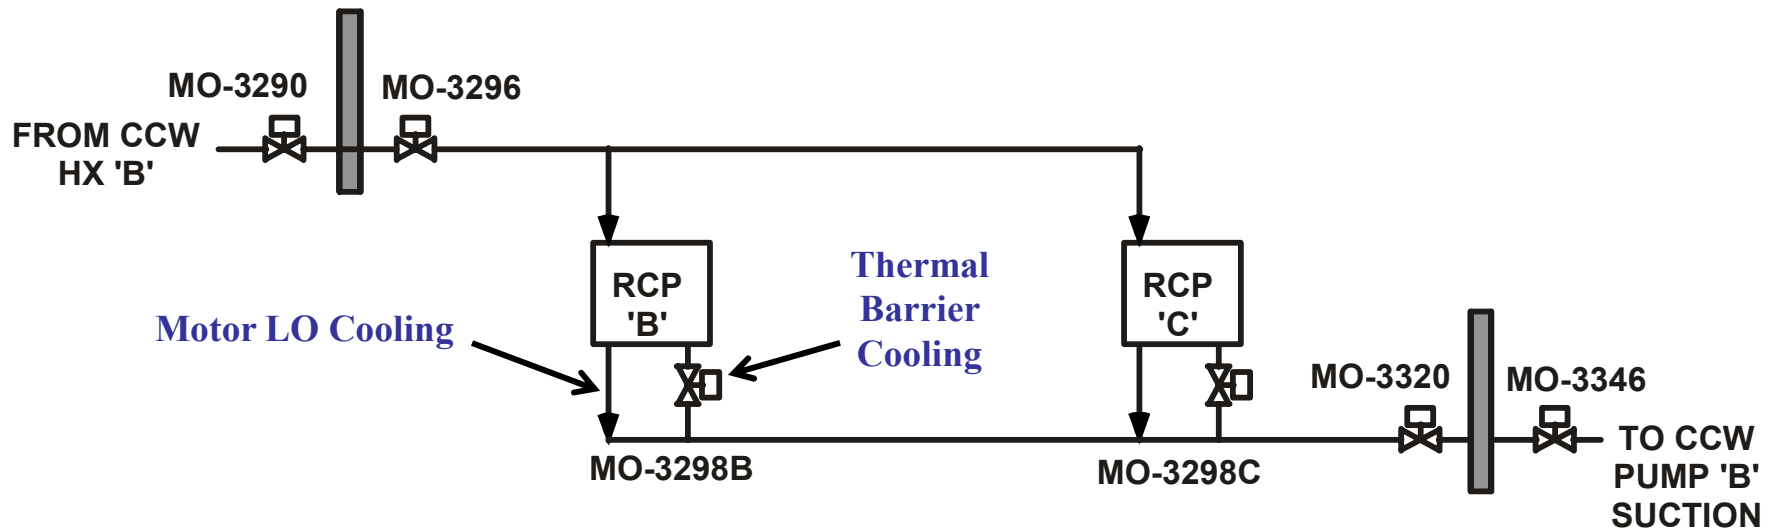 MO-3290
MO-3296
FROM CCW
HX 'B'
RCP
'B'
Thermal
Barrier
Cooling
RCP
'C'
Motor LO Cooling
MO-3320
MO-3346
MO-3298B
MO-3298C
TO CCW
PUMP 'B'
SUCTION